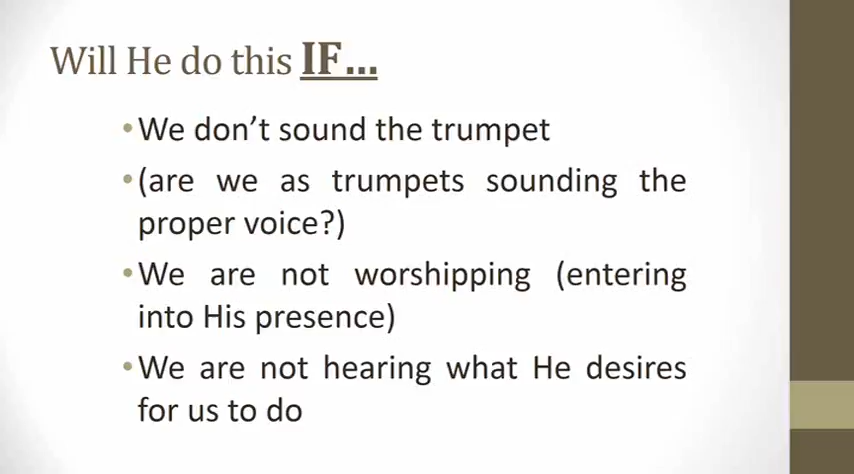 Will He do this IF...
•We don’t sound the trumpet
•(are we as trumpets sounding the
proper voice?)
•We are not worshipping (entering
into His presence)
•We are not hearing what He desires
for us to do